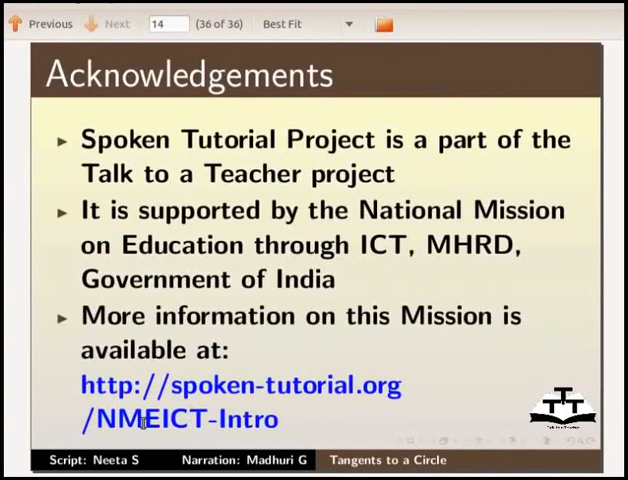 Previous Next 14 (36 of 36) Best Fit
Acknowledgements
Spoken Tutorial Project is a part of the
Talk to a Teacher project
It is supported by the National Mission
on Education through ICT, MHRD,
Government of India
More information on this Mission is
available at:
http://spoken-tutorial.org
/NMEICT-Intro
Script: Neeta S Narration: Madhuri G Tangents to a Circle